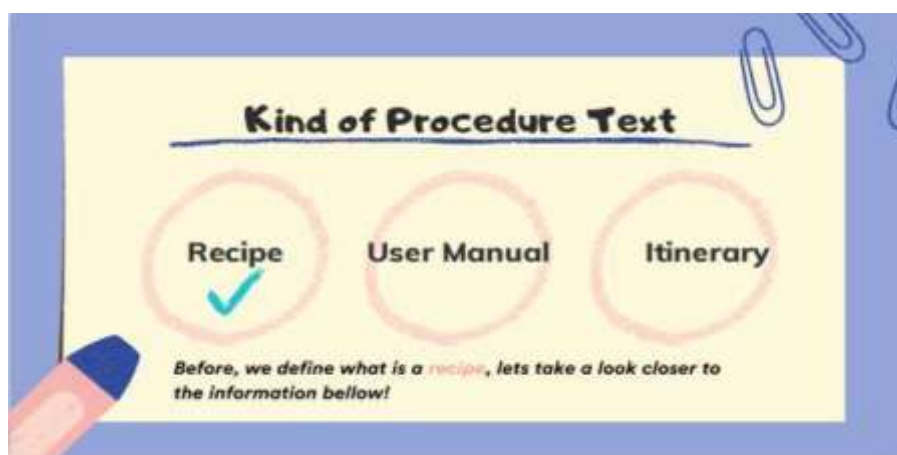 Kind of Procedure Text
Recipe User Manual Itinerary
Before, we define what is a recipe, lets take a look closer to
the information bellow!